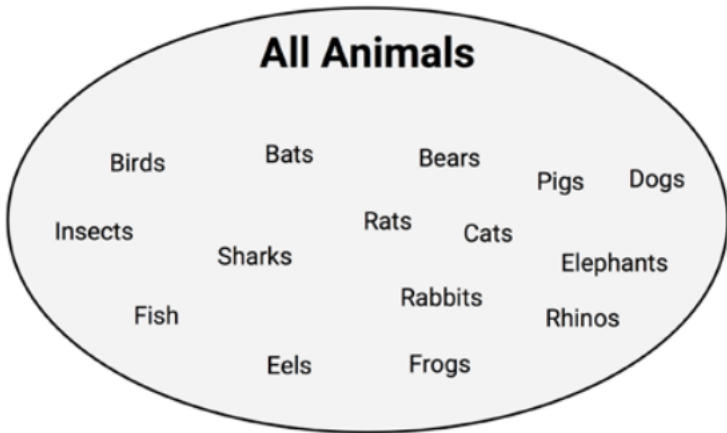 All Animals
Birds
Bats
Bears
Pigs
Dogs
Insects
Rats
Cats
Sharks
Elephants
Rabbits
Fish
Rhinos
Eels
Frogs